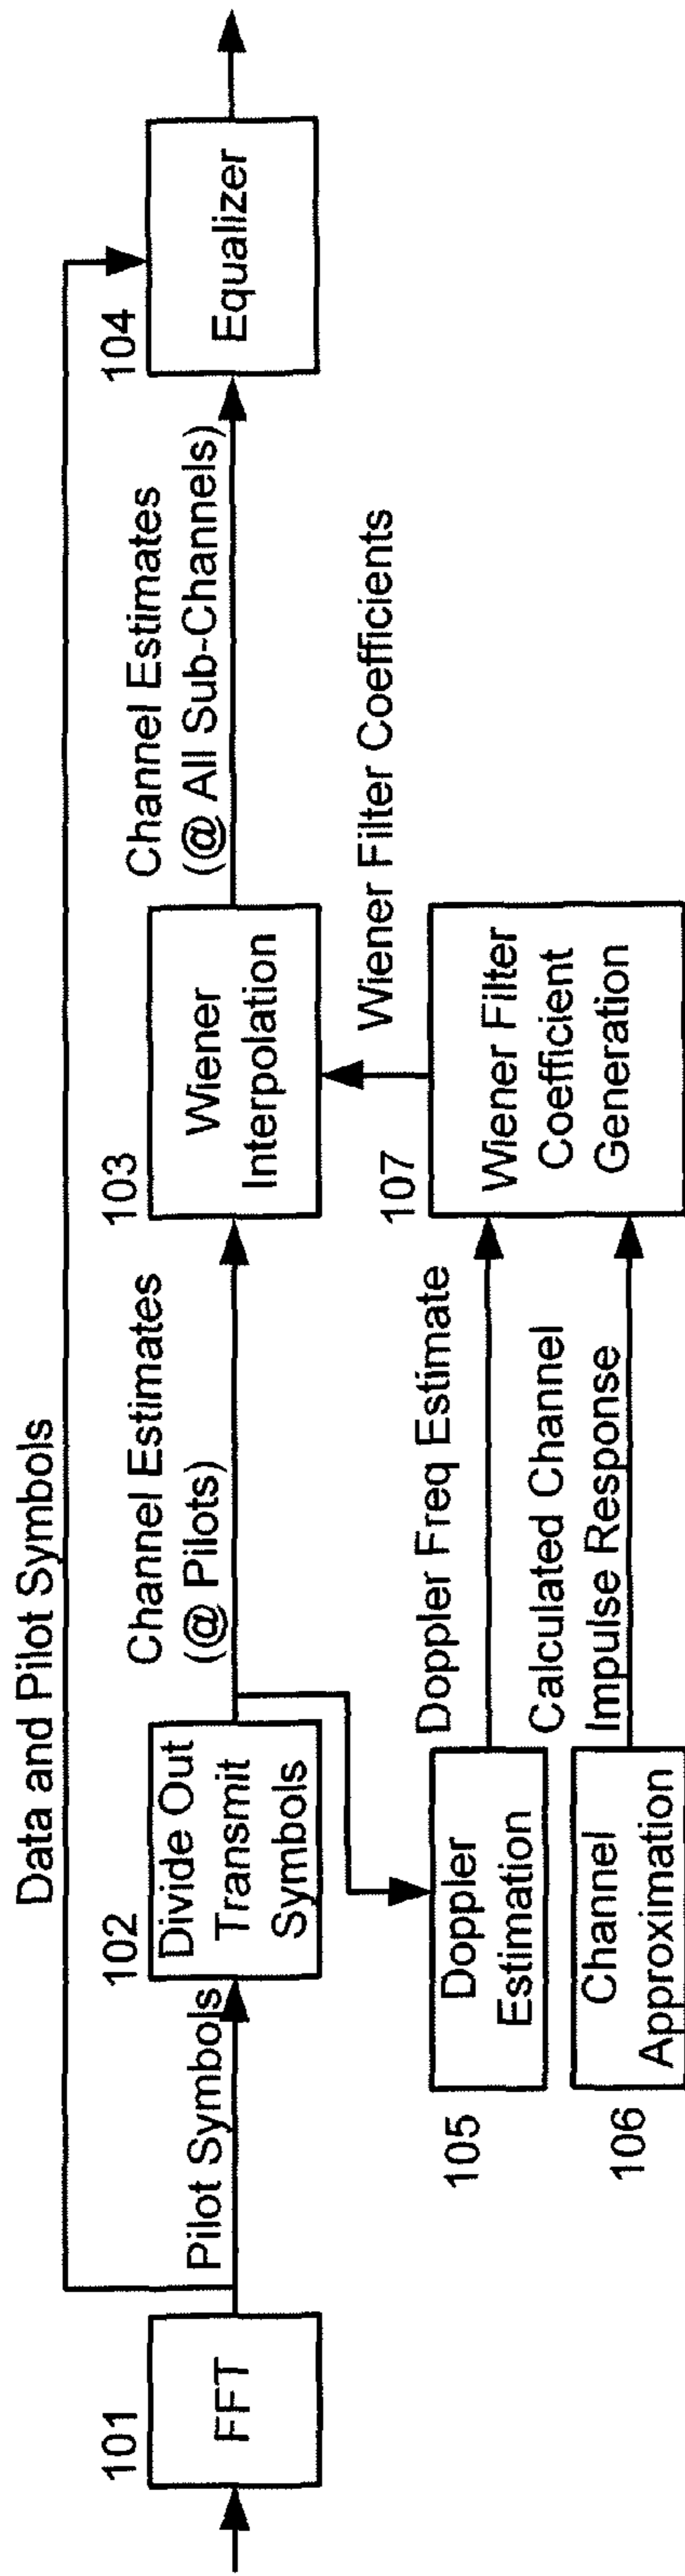 Data and Pilot Symbols
101
FFT
Pilot Symbols
102
Divide Out
Transmit
Symbols
Channel Estimates
(@ Pilots)
103
Wiener
Interpolation
Channel Estimates
(@ All Sub-Channels)
104
Equalizer
105
Doppler
Estimation
Doppler Freq Estimate
106
Channel
Approximation
Calculated Channel
Impulse Response
107
Wiener Filter
Coefficient
Generation
Wiener Filter Coefficients